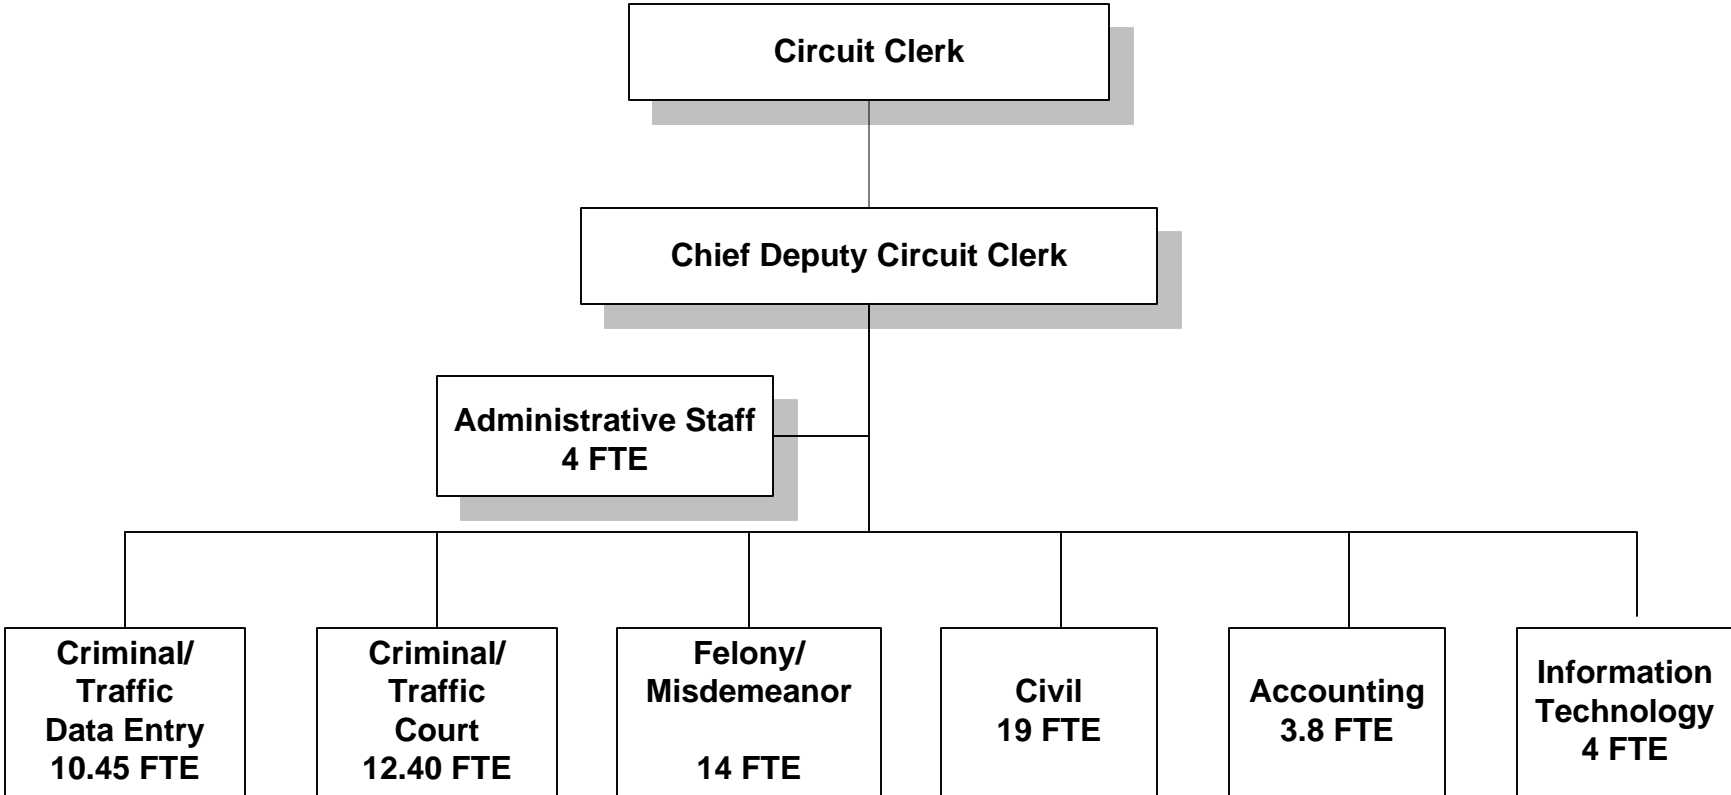 Circuit Clerk
Chief Deputy Circuit Clerk
Administrative Staff
4 FTE
Criminal/
Traffic
Data Entry
10.45 FTE
Criminal/
Traffic
Court
12.40 FTE
Felony/
Misdemeanor
14 FTE
Civil
19 FTE
Accounting
3.8 FTE
Information
Technology
4 FTE